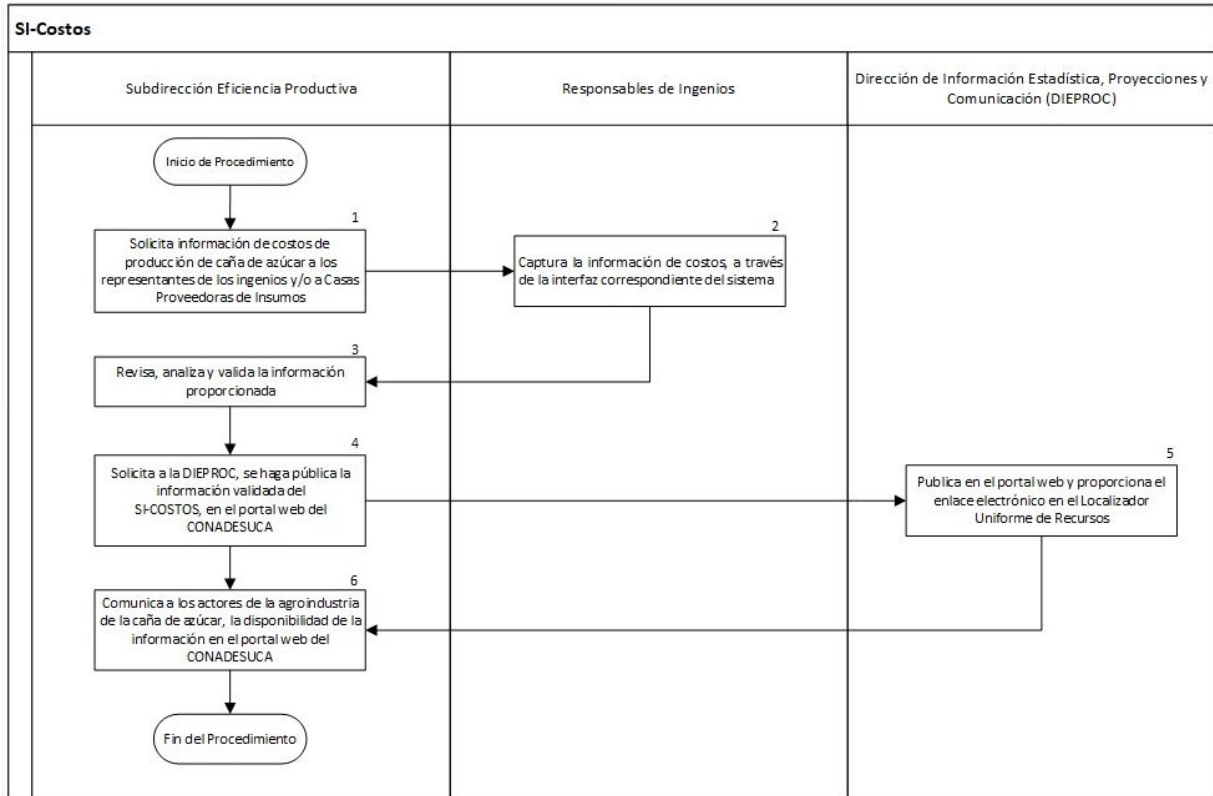 SI-Costos
Subdirección Eficiencia Productiva
Responsables de Ingenios
Dirección de Información Estadística, Proyecciones y
Comunicación (DIEPROC)
Inicio de Procedimiento
1
Solicita información de costos de
producción de caña de azúcar a los
representantes de los ingenios y/o a Casas
Proveedoras de Insumos
2
Captura la información de costos, a través
de la interfaz correspondiente del sistema
3
Revisa, analiza y valida la información
proporcionada
4
Solicita a la DIEPROC, se haga pública la
información validada del
SI-COSTOS, en el portal web del
CONADESUCA
5
Publica en el portal web y proporciona el
enlace electrónico en el Localizador
Uniforme de Recursos
6
Comunica a los actores de la agroindustria
de la caña de azúcar, la disponibilidad de la
información en el portal web del
CONADESUCA
Fin del Procedimiento